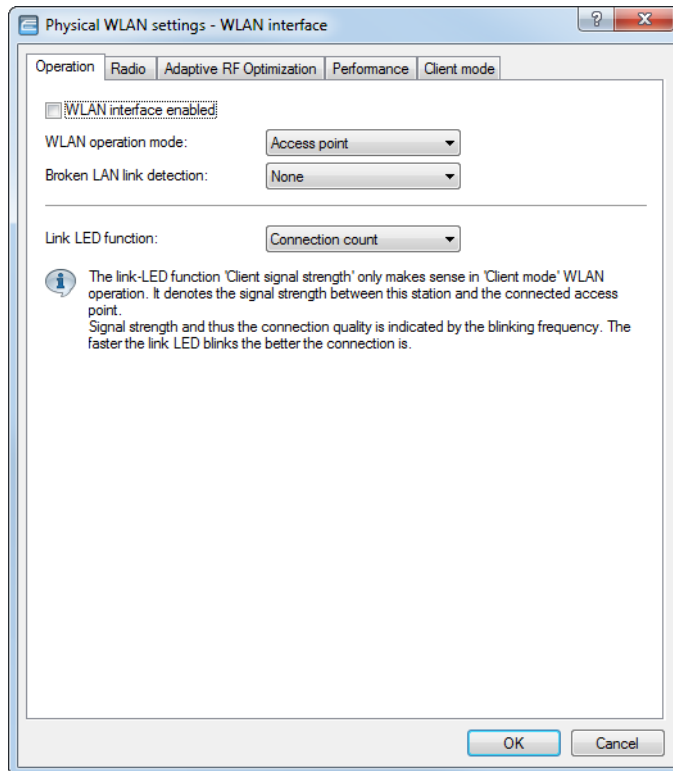 Physical WLAN settings - WLAN interface
?
X
Operation
Radio
Adaptive RF Optimization
Performance
Client mode
WLAN interface enabled
WLAN operation mode:
Access point
Broken LAN link detection:
None
Link LED function:
Connection count
i
The link-LED function 'Client signal strength' only makes sense in 'Client mode' WLAN
operation. It denotes the signal strength between this station and the connected access
point.
Signal strength and thus the connection quality is indicated by the blinking frequency. The
faster the link LED blinks the better the connection is.
OK
Cancel